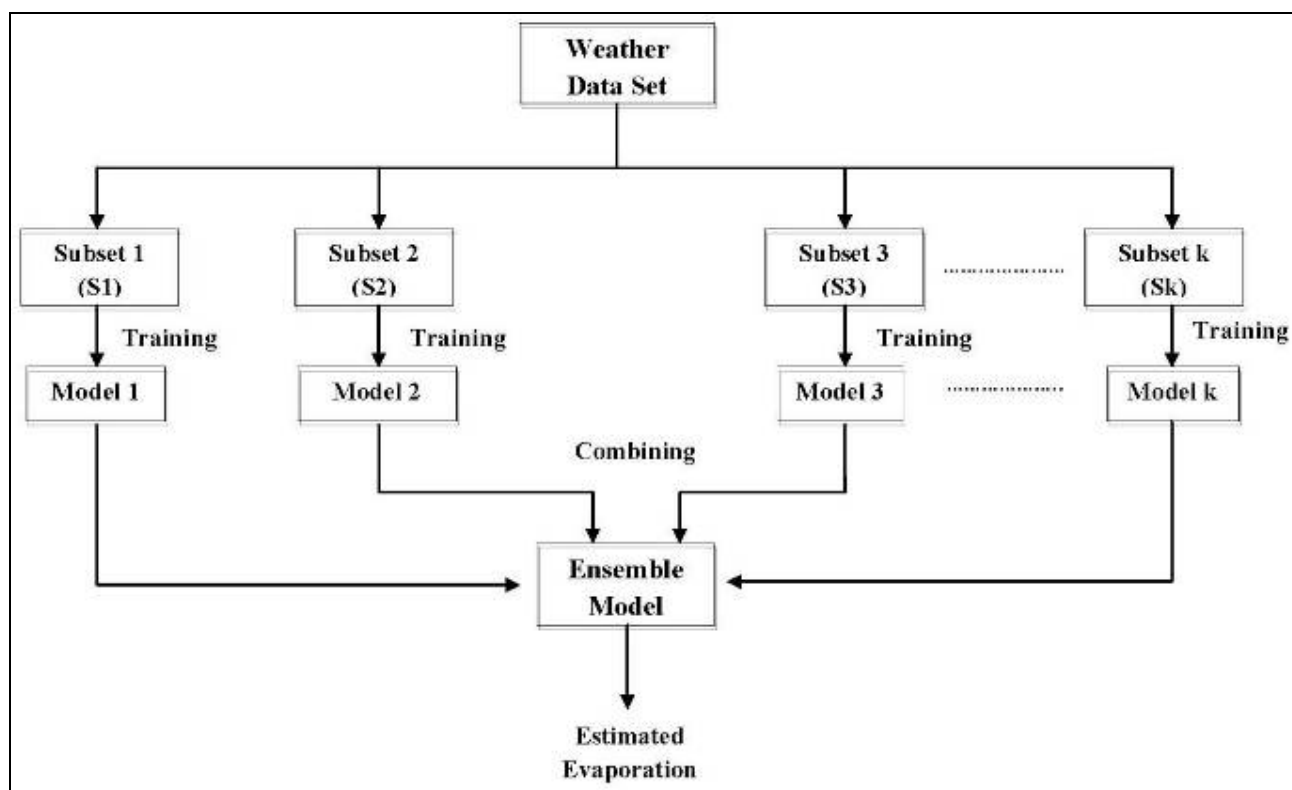 Weather
Data Set
Subset 1
(S1)
Subset 2
(S2)
Subset 3
(S3)
Subset k
(Sk)
Training
Training
Training
Training
Model 1
Model 2
Model 3
Model k
Combining
Ensemble
Model
Estimated
Evaporation